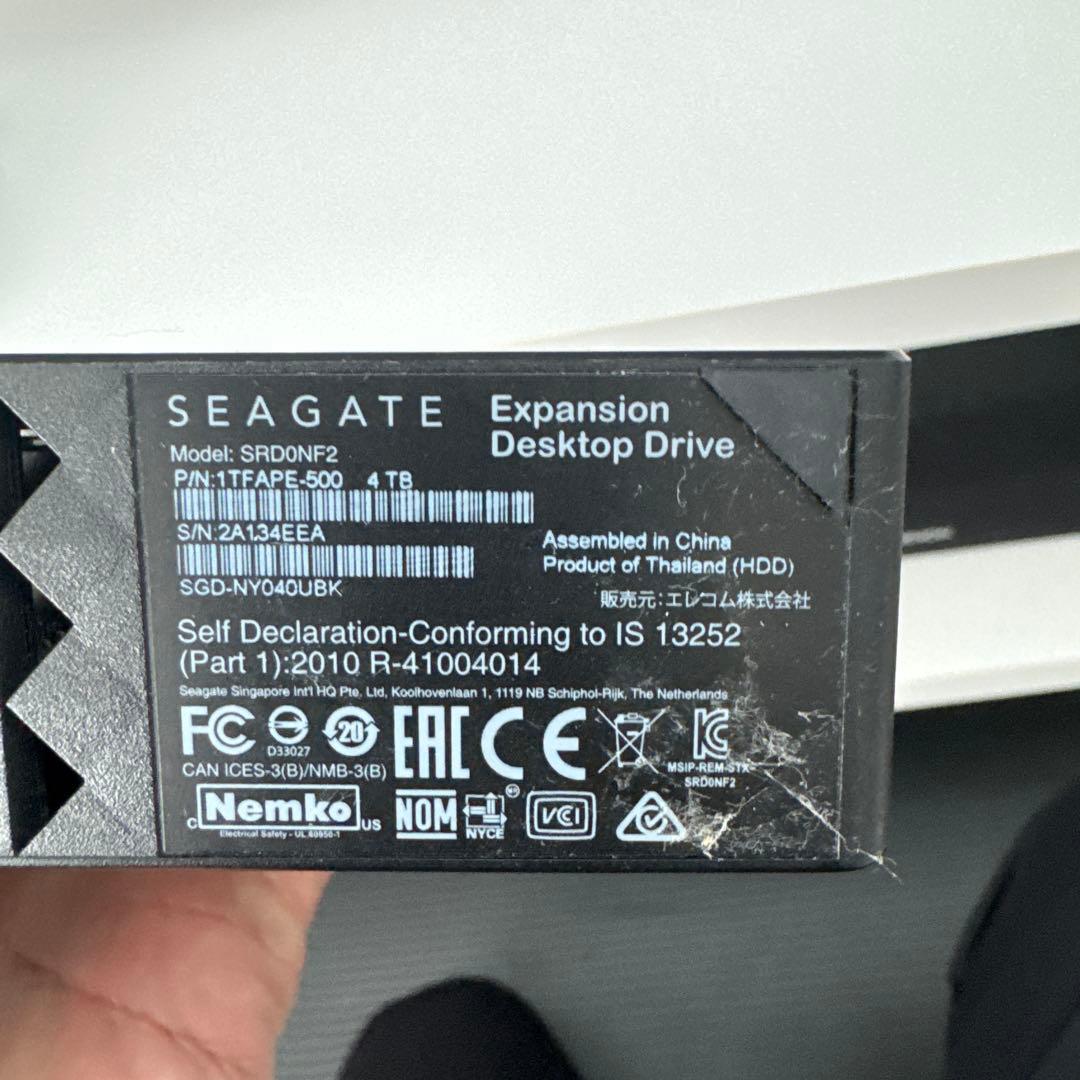 SEAGATE
Expansion
Desktop Drive
Model: SRD0NF2
P/N:1TFAPE-500 4 TB
S/N:2A134EEA
SGD-NY040UBK
Assembled in China
Product of Thailand (HDD)
販売元:エレコム株式会社
Self Declaration-Conforming to IS 13252
(Part 1):2010 R-41004014
Seagate Singapore Int'l HQ Pte. Ltd, Koolhovenlaan 1, 1119 NB Schiphol-Rijk, The Netherlands
FC D33027 20 EAC CE KC
CAN ICES-3(B)/NMB-3(B)
MSIP-REM-STX-
SRD0NF2
c Nemko US
Electrical Safety - UL 60950-1
NOM NYCE VCI